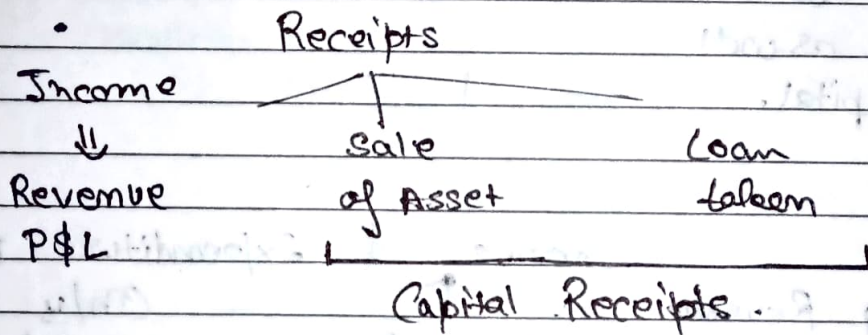 • Receipts
Income
⇓ Sale Loan
Revenue of Asset taken
P&L
Capital Receipts.